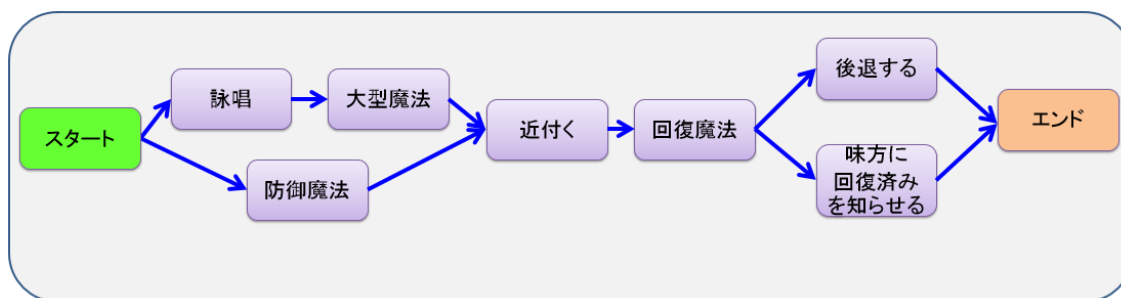 スタート
詠唱
大型魔法
防御魔法
近付く
回復魔法
後退する
味方に
回復済み
を知らせる
エンド